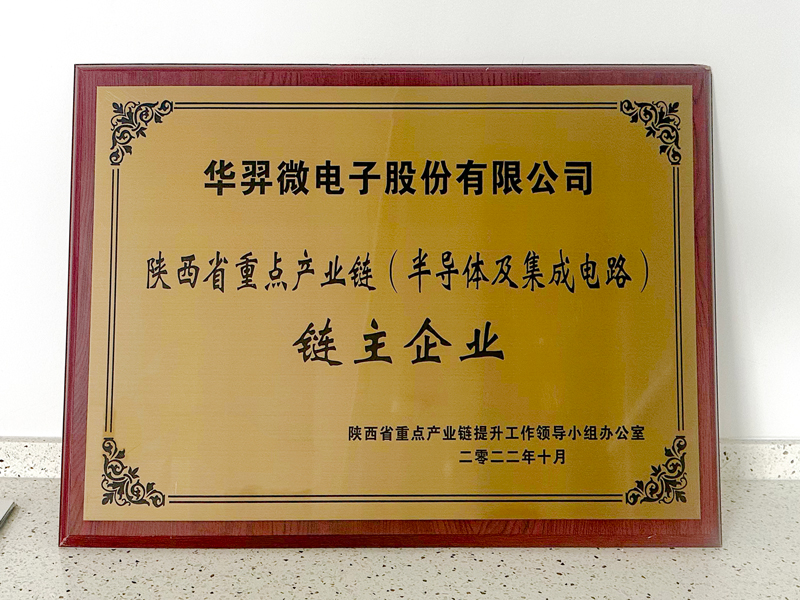 华羿微电子股份有限公司
陕西省重点产业链（半导体及集成电路）
链主企业
陕西省重点产业链提升工作领导小组办公室
二零二二年十月